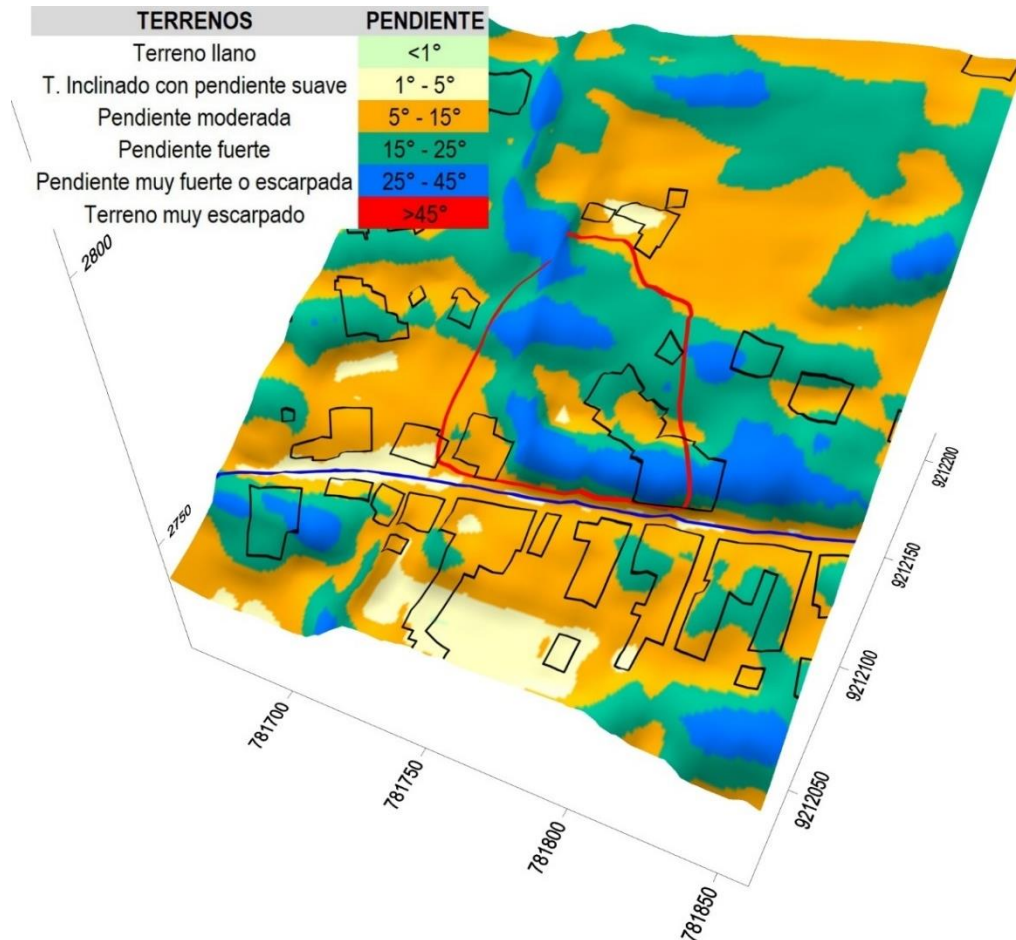 TERRENOS PENDIENTE
Terreno llano <1°
T. Inclinado con pendiente suave 1° - 5°
Pendiente moderada 5° - 15°
Pendiente fuerte 15° - 25°
Pendiente muy fuerte o escarpada 25° - 45°
Terreno muy escarpado >45°
2800
2750
9212200
9212150
9212100
9212050
781700
781750
781800
781850